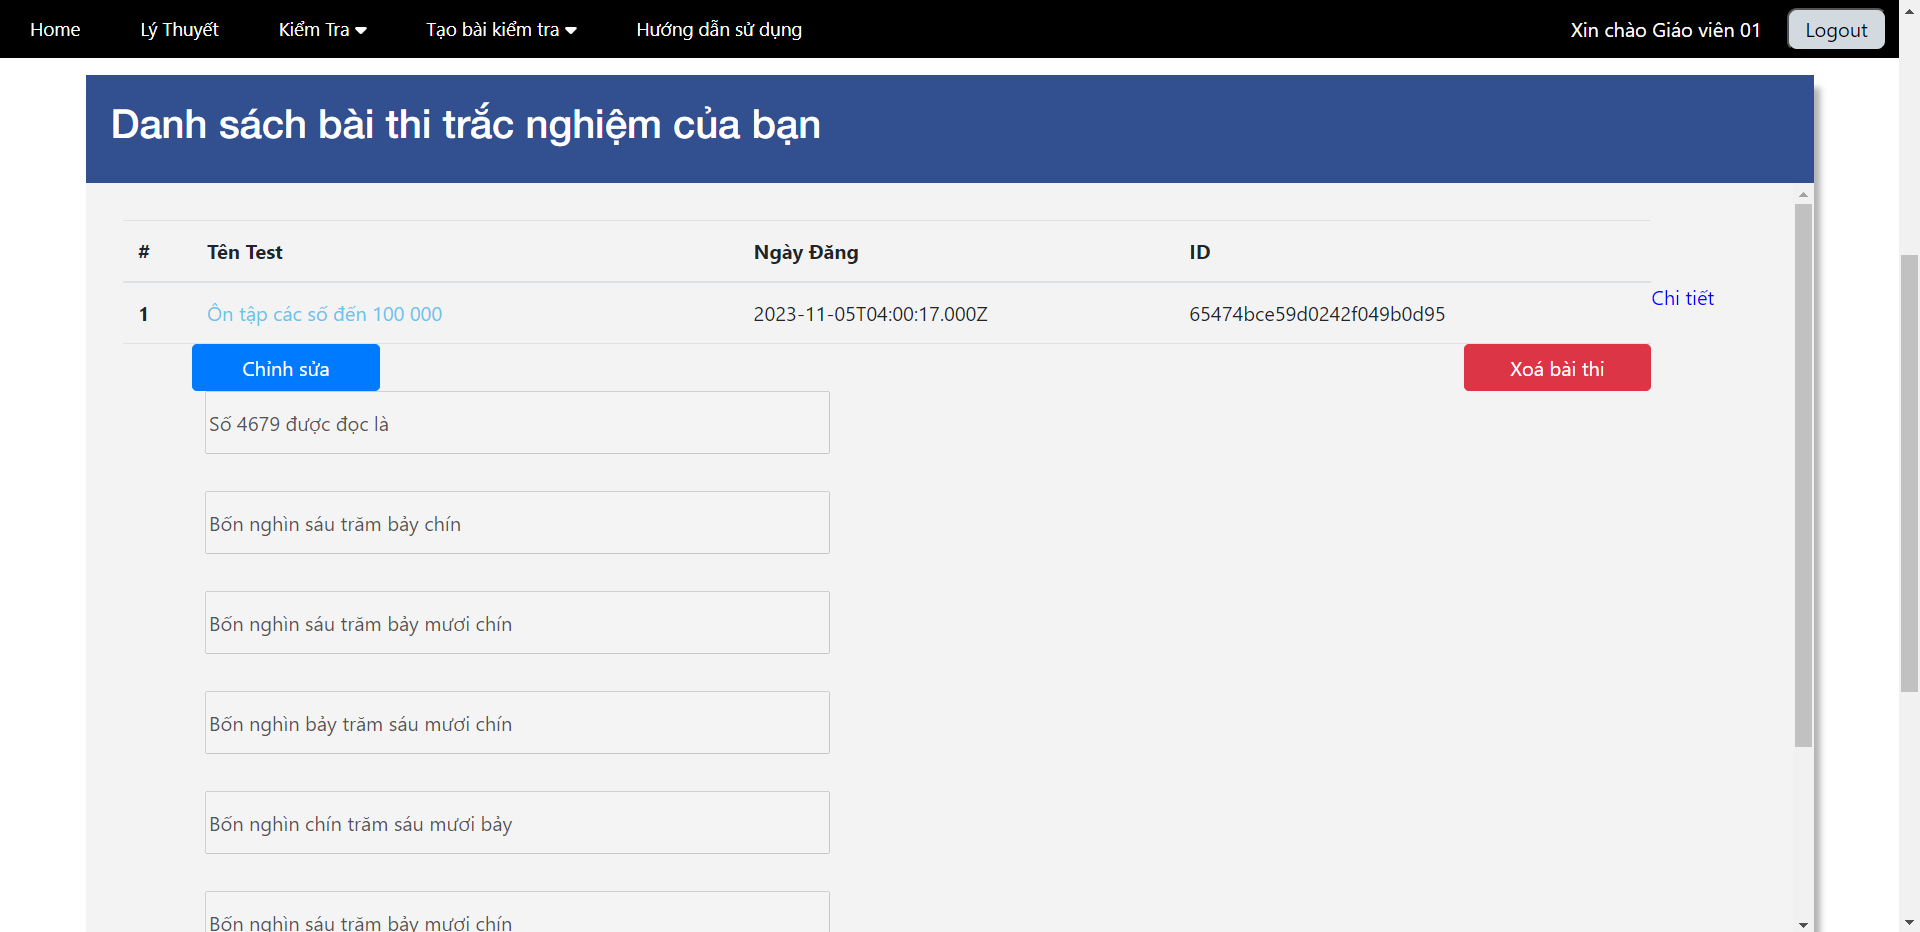 Home Lý Thuyết Kiểm Tra Tạo bài kiểm tra Hướng dẫn sử dụng Xin chào Giáo viên 01 Logout
Danh sách bài thi trắc nghiệm của bạn
# Tên Test Ngày Đăng ID
1 Ôn tập các số đến 100 000 2023-11-05T04:00:17.000Z 65474bce59d0242f049b0d95 Chi tiết
Chỉnh sửa Xoá bài thi
Số 4679 được đọc là
Bốn nghìn sáu trăm bảy chín
Bốn nghìn sáu trăm bảy mươi chín
Bốn nghìn bảy trăm sáu mươi chín
Bốn nghìn chín trăm sáu mươi bảy
Bốn nghìn sáu trăm bảy mươi chín